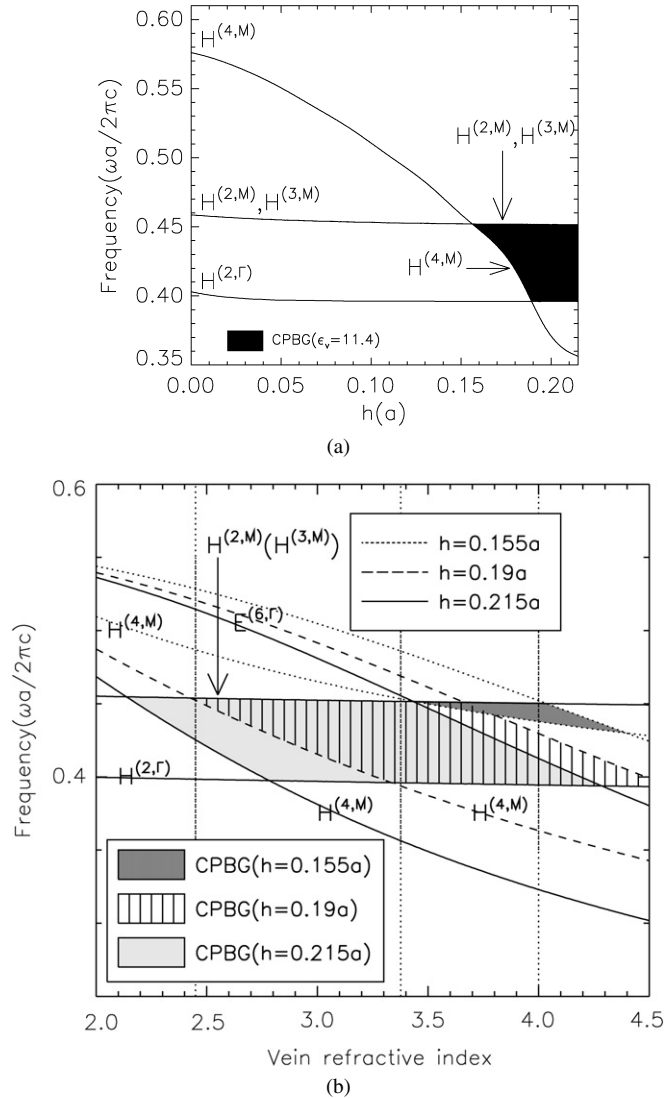 0.60
H(4,M)
0.55
H(2,M),H(3,M)
0.50
H(2,M),H(3,M)
0.45
H(4,M)
H(2,Γ)
0.40
CPBG(ϵv=11.4)
0.35
0.00 0.05 0.10 0.15 0.20
h(a)
Frequency(ωa/2πc)
(a)
0.6
H(2,M)(H(3,M))
h=0.155a
h=0.19a
h=0.215a
H(4,M)
E(6,Γ)
0.4
H(2,Γ)
H(4,M)
H(4,M)
CPBG(h=0.155a)
CPBG(h=0.19a)
CPBG(h=0.215a)
2.0 2.5 3.0 3.5 4.0 4.5
Vein refractive index
Frequency(ωa/2πc)
(b)